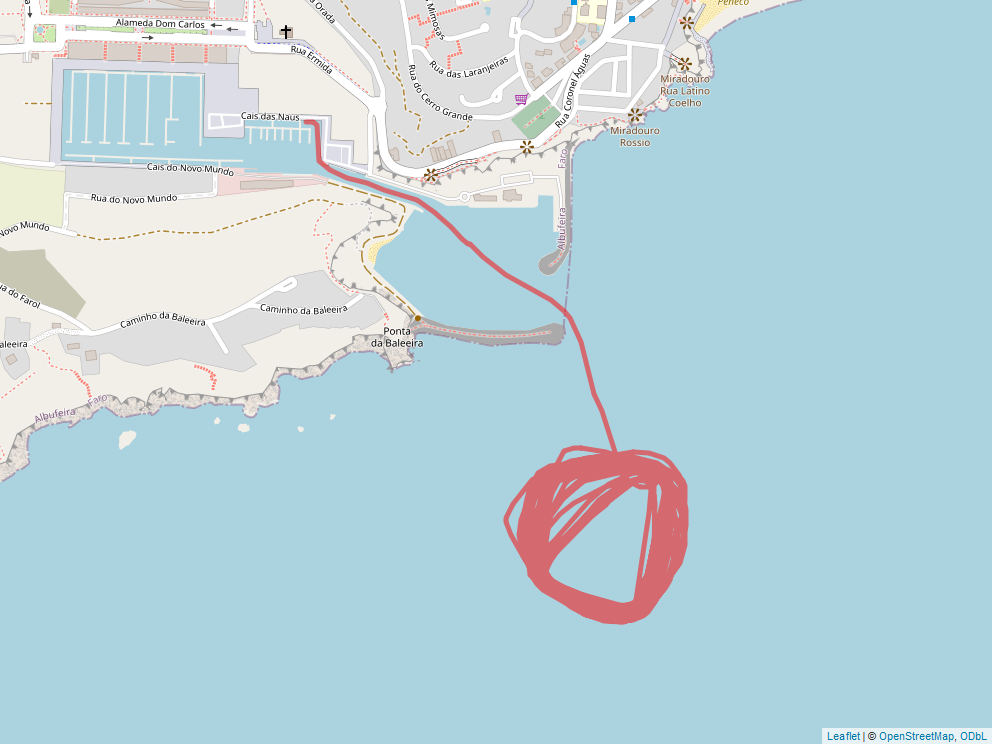 a Orada
Mimosas
Peneco
Alameda Dom Carlos
Rua Ermida
Rua das Laranjeiras
Rua do Cerro Grande
Rua Coronel Águas
Miradouro
Rua Latino
Coelho
Cais das Naus
Miradouro
Rossio
Faro
Albufeira
Cais do Novo Mundo
Rua do Novo Mundo
Novo Mundo
ua do Farol
Caminho da Baleeira
Caminho da Baleeira
aleeira
Ponta
da Baleeira
Albufeira
Faro
Leaflet | © OpenStreetMap, ODbL